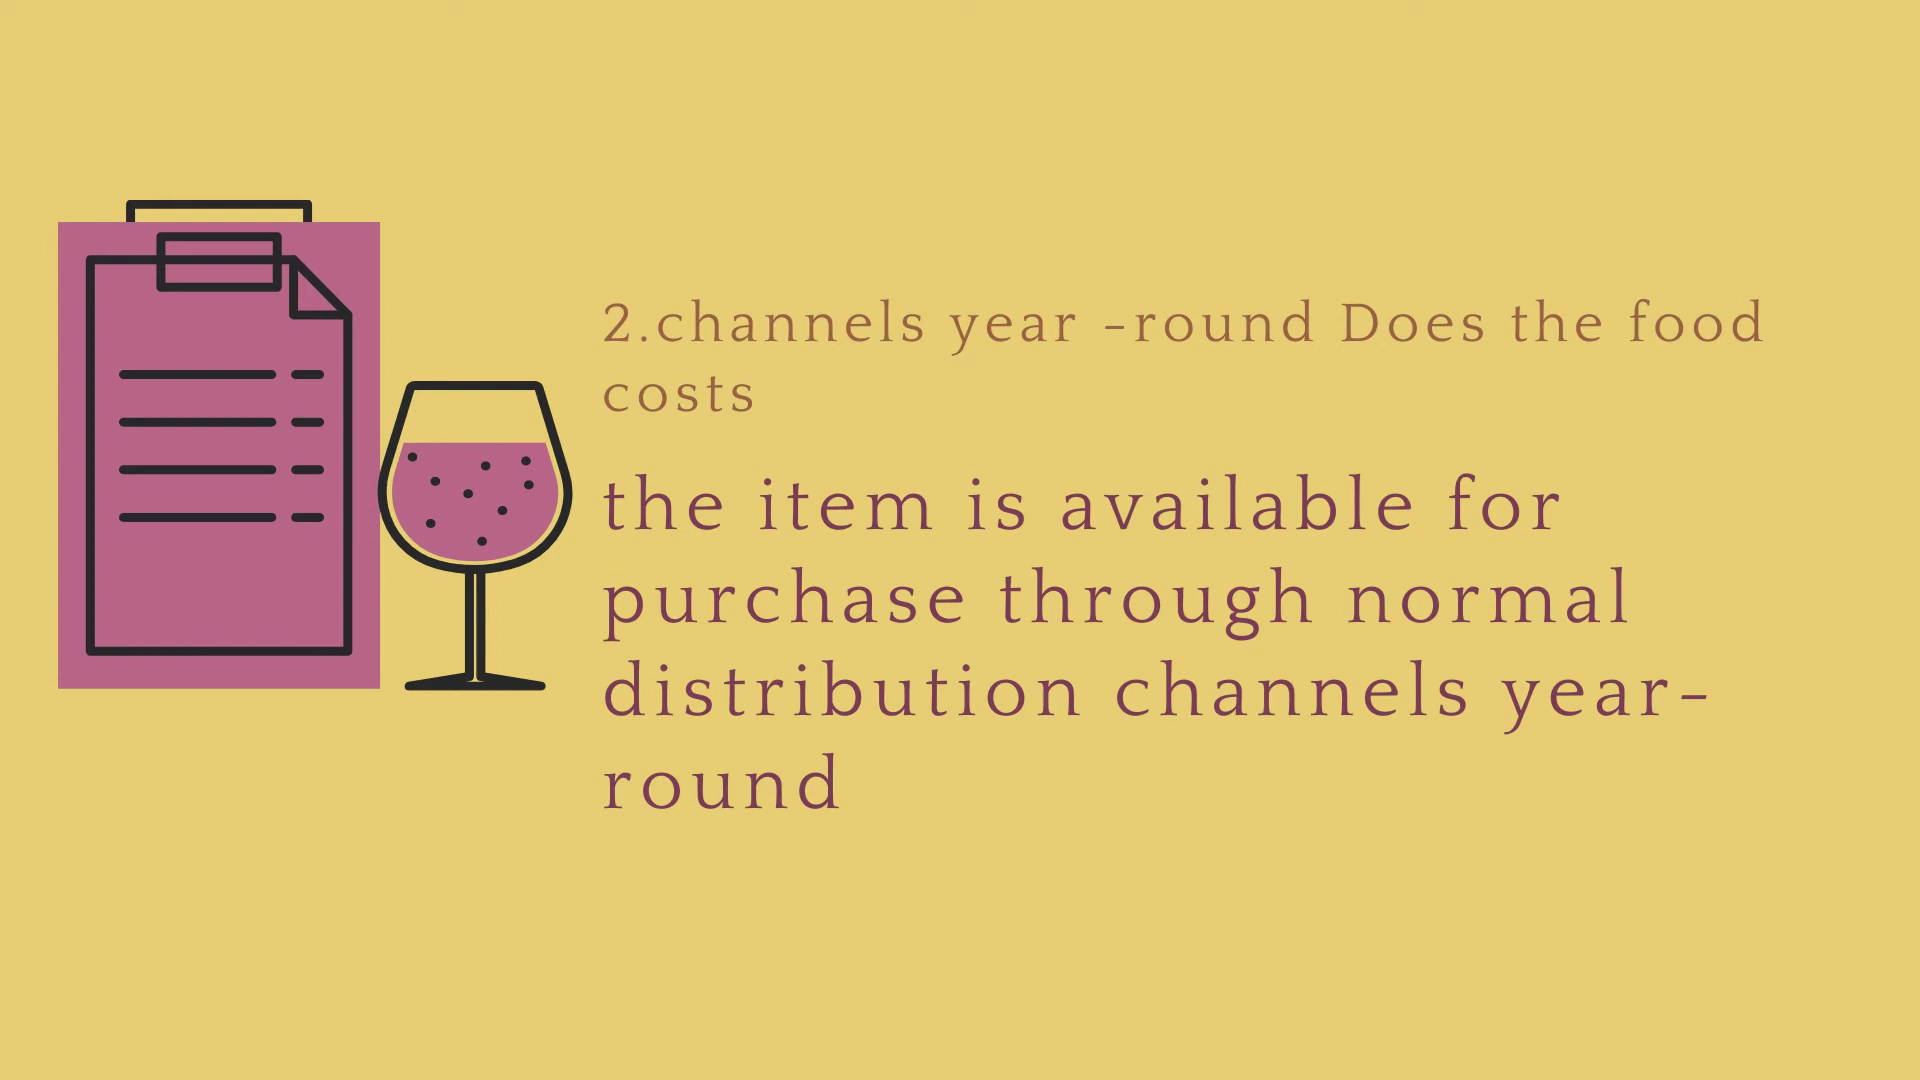 2.channels year -round Does the food
costs
the item is available for
purchase through normal
distribution channels year-
round